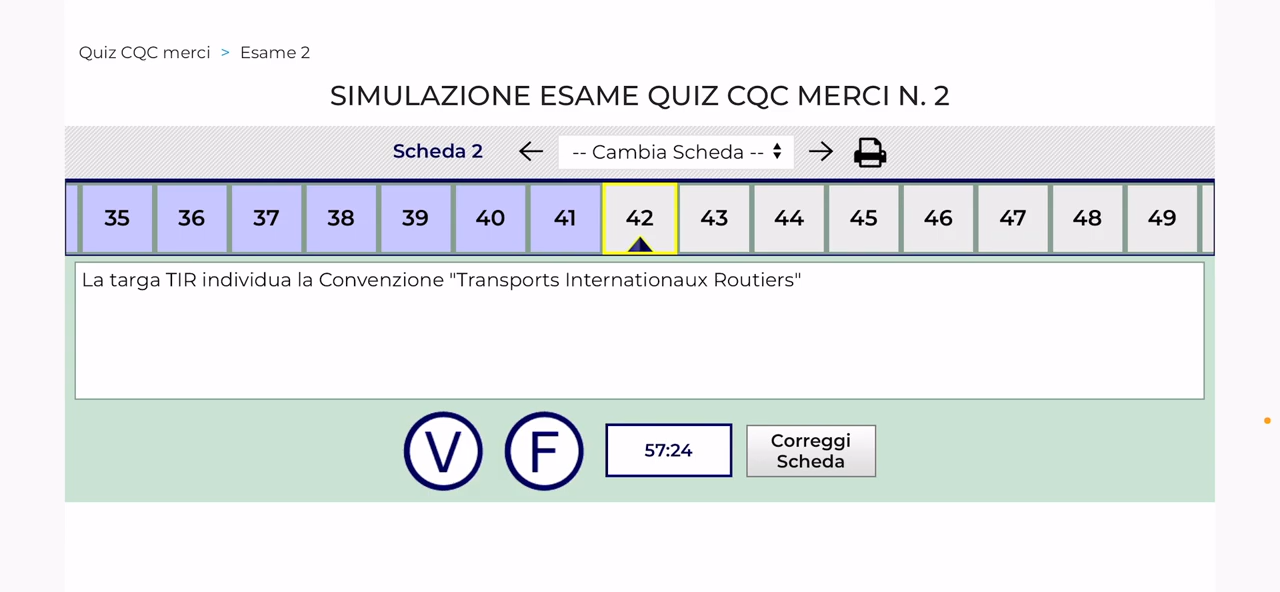 Quiz CQC merci > Esame 2
SIMULAZIONE ESAME QUIZ CQC MERCI N. 2
Scheda 2 ← -- Cambia Scheda -- →
35 36 37 38 39 40 41 42 43 44 45 46 47 48 49
La targa TIR individua la Convenzione "Transports Internationaux Routiers"
V F 57:24 Correggi
Scheda